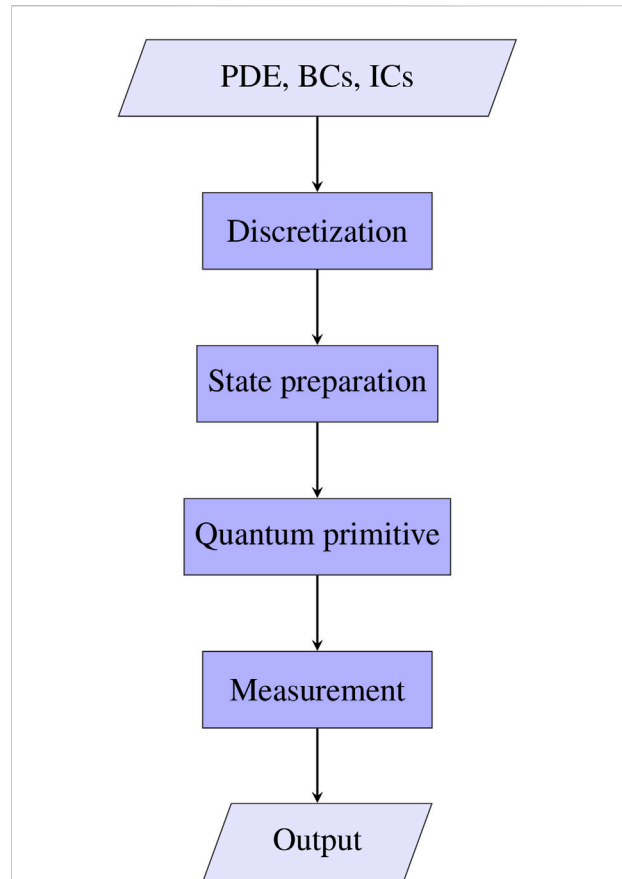 PDE, BCs, ICs
Discretization
State preparation
Quantum primitive
Measurement
Output